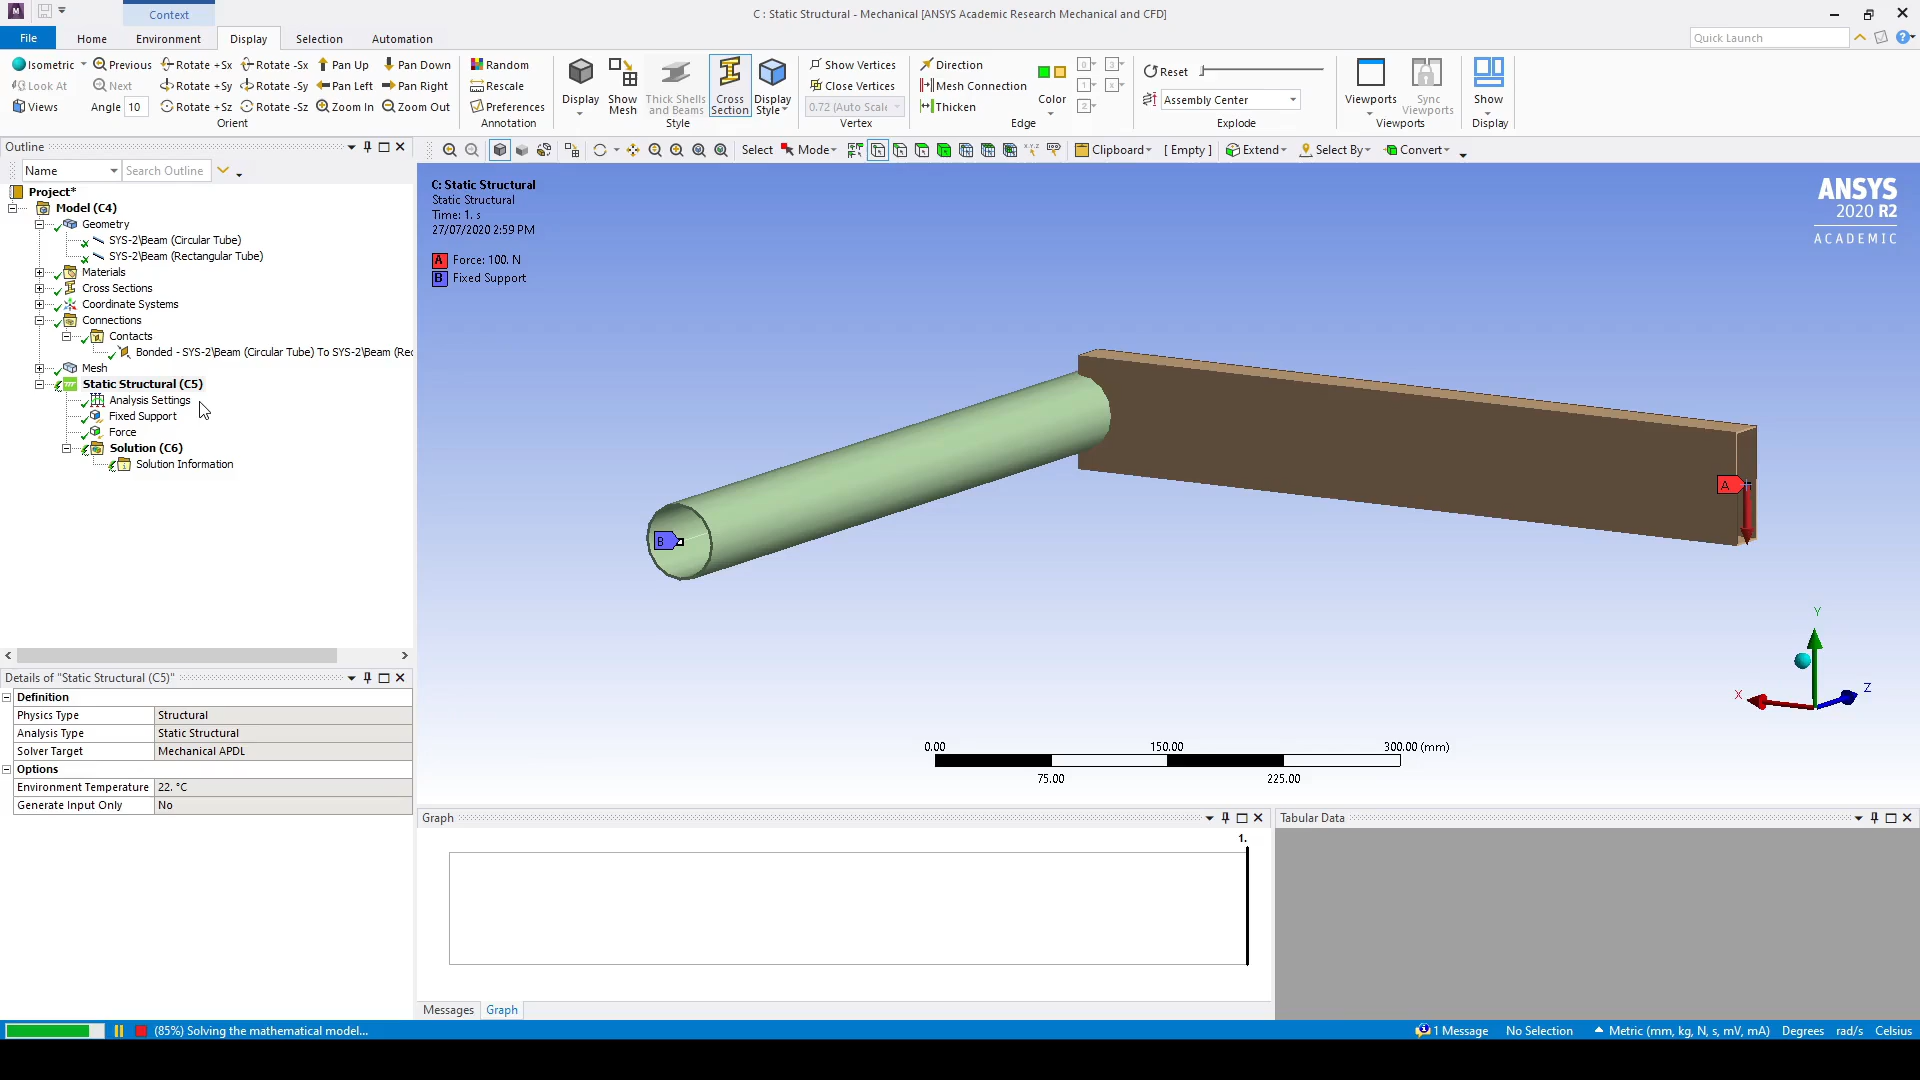 Context
C : Static Structural - Mechanical [ANSYS Academic Research Mechanical and CFD]
File Home Environment Display Selection Automation
Quick Launch
Isometric Previous Rotate +Sx Rotate -Sx Pan Up Pan Down
Look At Next Rotate +Sy Rotate -Sy Pan Left Pan Right
Views Angle 10 Rotate +Sz Rotate -Sz Zoom In Zoom Out
Orient
Random
Rescale
Preferences
Annotation
Display
Show Mesh
Thick Shells and Beams
Cross Section
Display Style
Style
Show Vertices
Close Vertices
0.72 (Auto Scale
Vertex
Direction
Mesh Connection
Thicken
Color
0 3
1 x
2
Edge
Reset
Assembly Center
Explode
Viewports
Sync Viewports
Viewports
Show
Display
Outline
Name Search Outline
Select Mode Clipboard [ Empty ] Extend Select By Convert
Project*
Model (C4)
Geometry
SYS-2\Beam (Circular Tube)
SYS-2\Beam (Rectangular Tube)
Materials
Cross Sections
Coordinate Systems
Connections
Contacts
Bonded - SYS-2\Beam (Circular Tube) To SYS-2\Beam (Rec
Mesh
Static Structural (C5)
Analysis Settings
Fixed Support
Force
Solution (C6)
Solution Information
C: Static Structural
Static Structural
Time: 1. s
27/07/2020 2:59 PM
A Force: 100. N
B Fixed Support
ANSYS
2020 R2
ACADEMIC
A
B
Y
X
Z
0.00 150.00 300.00 (mm)
75.00 225.00
Details of "Static Structural (C5)"
Definition
Physics Type Structural
Analysis Type Static Structural
Solver Target Mechanical APDL
Options
Environment Temperature 22. °C
Generate Input Only No
Graph
1.
Messages Graph
Tabular Data
(85%) Solving the mathematical model...
1 Message No Selection Metric (mm, kg, N, s, mV, mA) Degrees rad/s Celsius